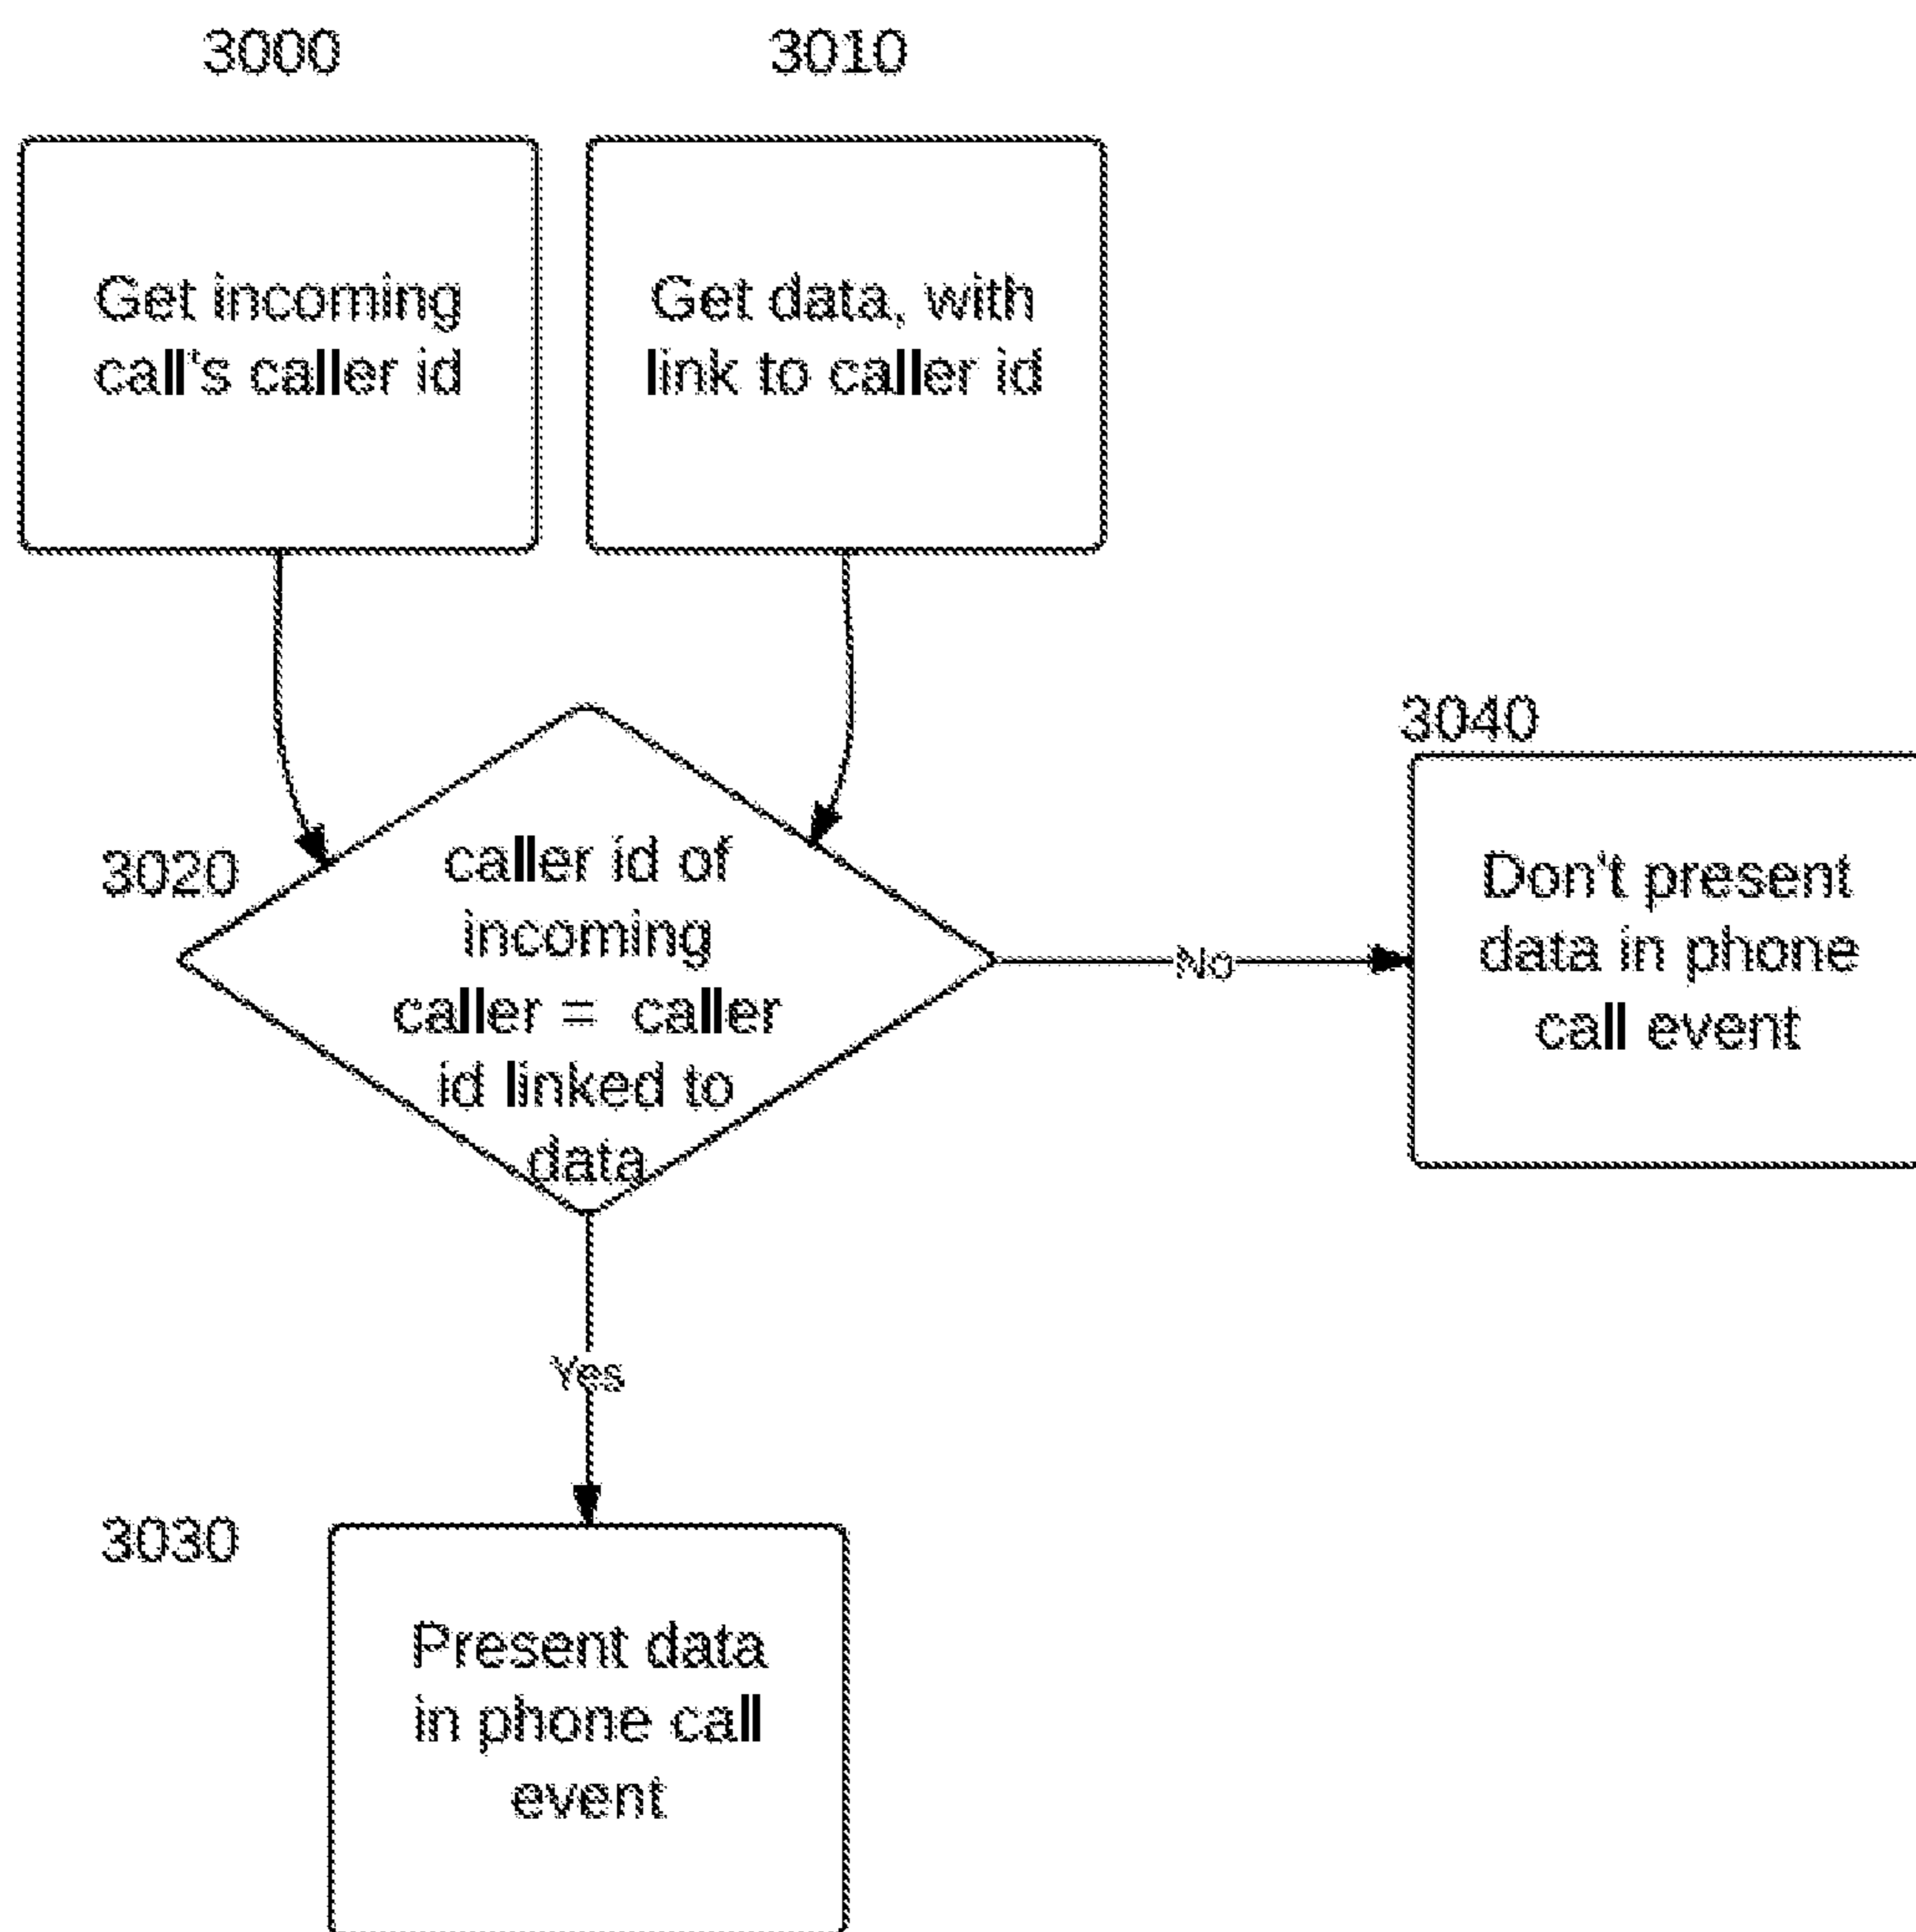 3000
3010
Get incoming
call's caller id
Get data, with
link to caller id
3020
caller id of
incoming
caller = caller
id linked to
data
No
3040
Don't present
data in phone
call event
Yes
3030
Present data
in phone call
event